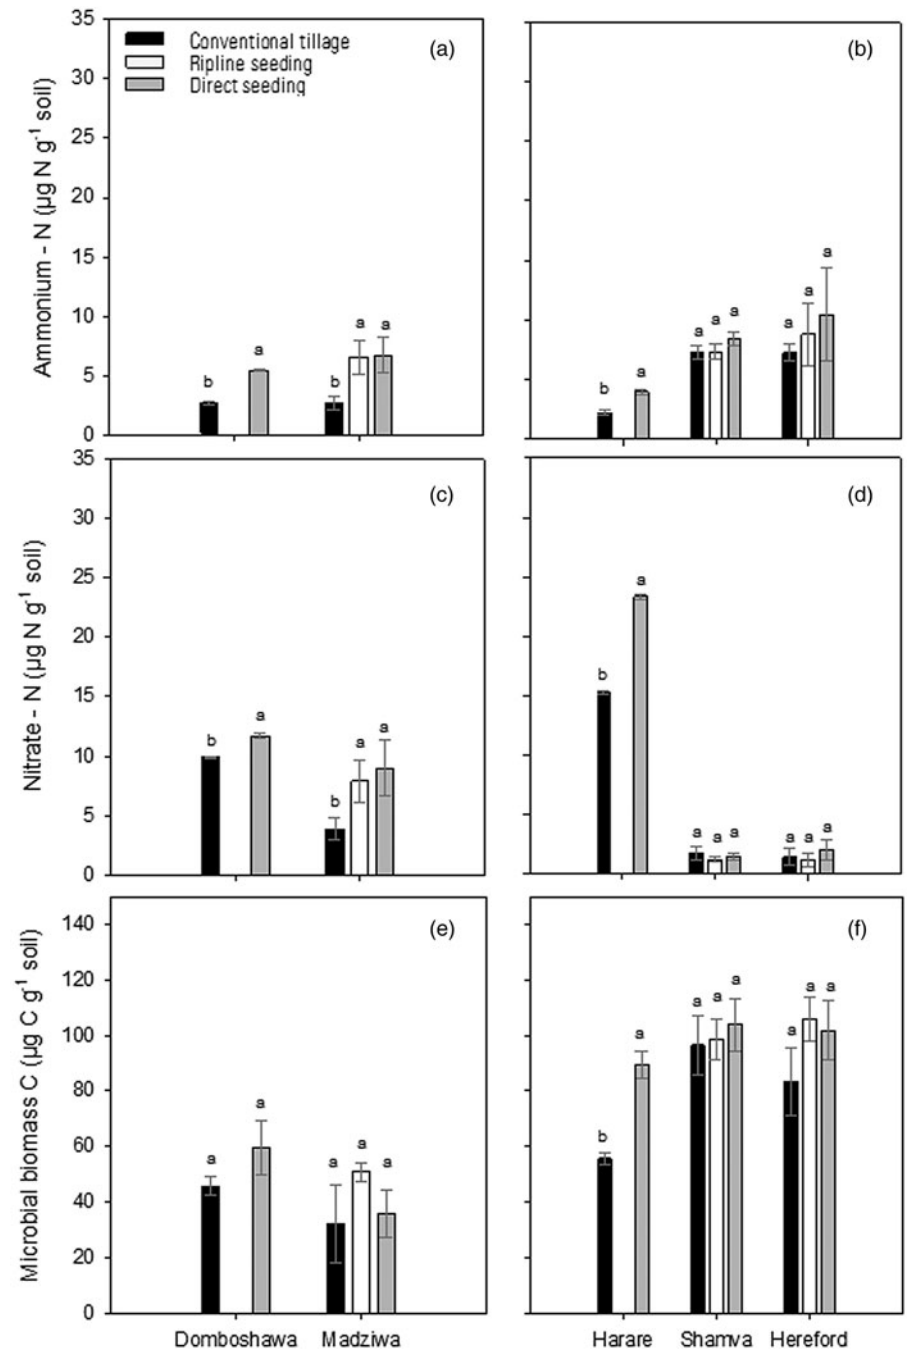 35
30
25
20
15
10
5
0
Ammonium - N (µg N g-1 soil)
Conventional tillage
Ripline seeding
Direct seeding
(a)
b
a
b
a
a
(b)
b
a
a
a
a
a
a
a
35
30
25
20
15
10
5
0
Nitrate - N (µg N g-1 soil)
(c)
b
a
b
a
a
(d)
b
a
a
a
a
a
a
a
140
120
100
80
60
40
20
0
Microbial biomass C (µg C g-1 soil)
(e)
a
a
a
a
a
(f)
b
a
a
a
a
a
a
a
Domboshawa Madziwa
Harare Shamva Hereford